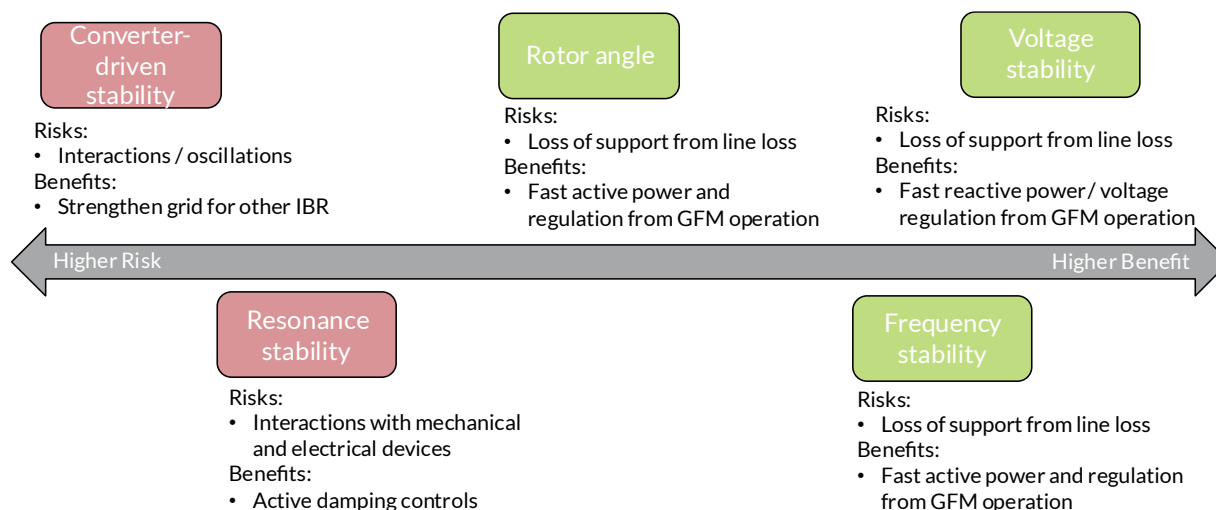 Converter-
driven
stability
Risks:
• Interactions / oscillations
Benefits:
• Strengthen grid for other IBR
Rotor angle
Risks:
• Loss of support from line loss
Benefits:
• Fast active power and
regulation from GFM operation
Voltage
stability
Risks:
• Loss of support from line loss
Benefits:
• Fast reactive power/ voltage
regulation from GFM operation
Higher Risk
Higher Benefit
Resonance
stability
Risks:
• Interactions with mechanical
and electrical devices
Benefits:
• Active damping controls
Frequency
stability
Risks:
• Loss of support from line loss
Benefits:
• Fast active power and regulation
from GFM operation